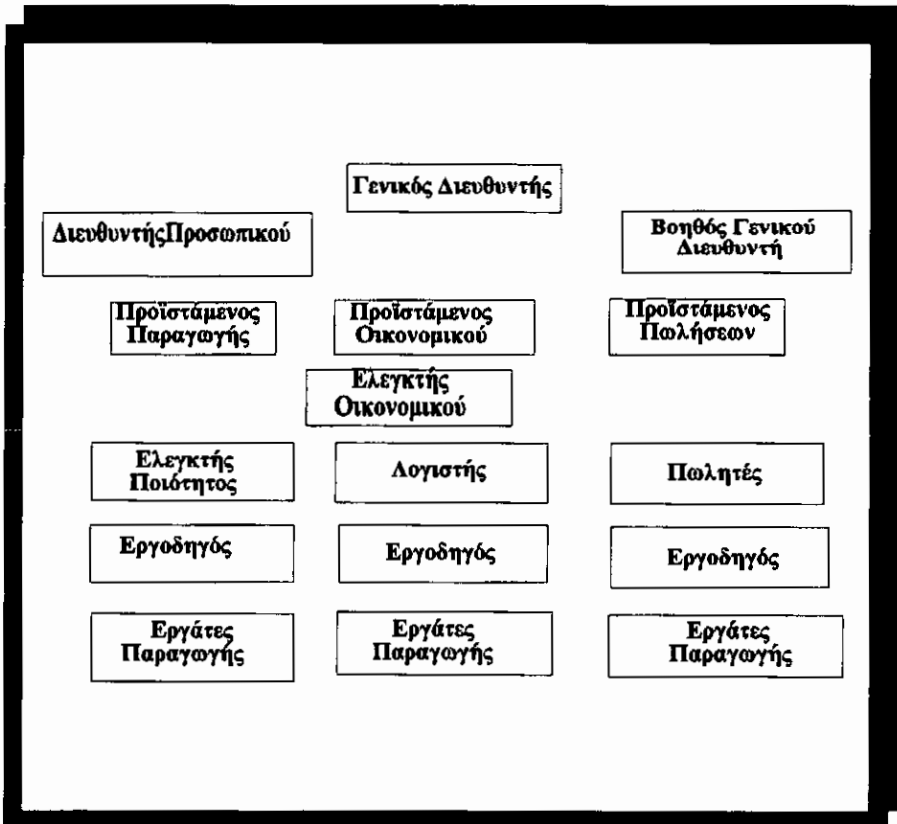 Γενικός Διευθυντής
ΔιευθυντήςΠροσωπικού
Βοηθός Γενικού
Διευθυντή
Προϊστάμενος
Παραγωγής
Προϊστάμενος
Οικονομικού
Προϊστάμενος
Πωλήσεων
Ελεγκτής
Οικονομικού
Ελεγκτής
Ποιότητος
Λογιστής
Πωλητές
Εργοδηγός
Εργοδηγός
Εργοδηγός
Εργάτες
Παραγωγής
Εργάτες
Παραγωγής
Εργάτες
Παραγωγής